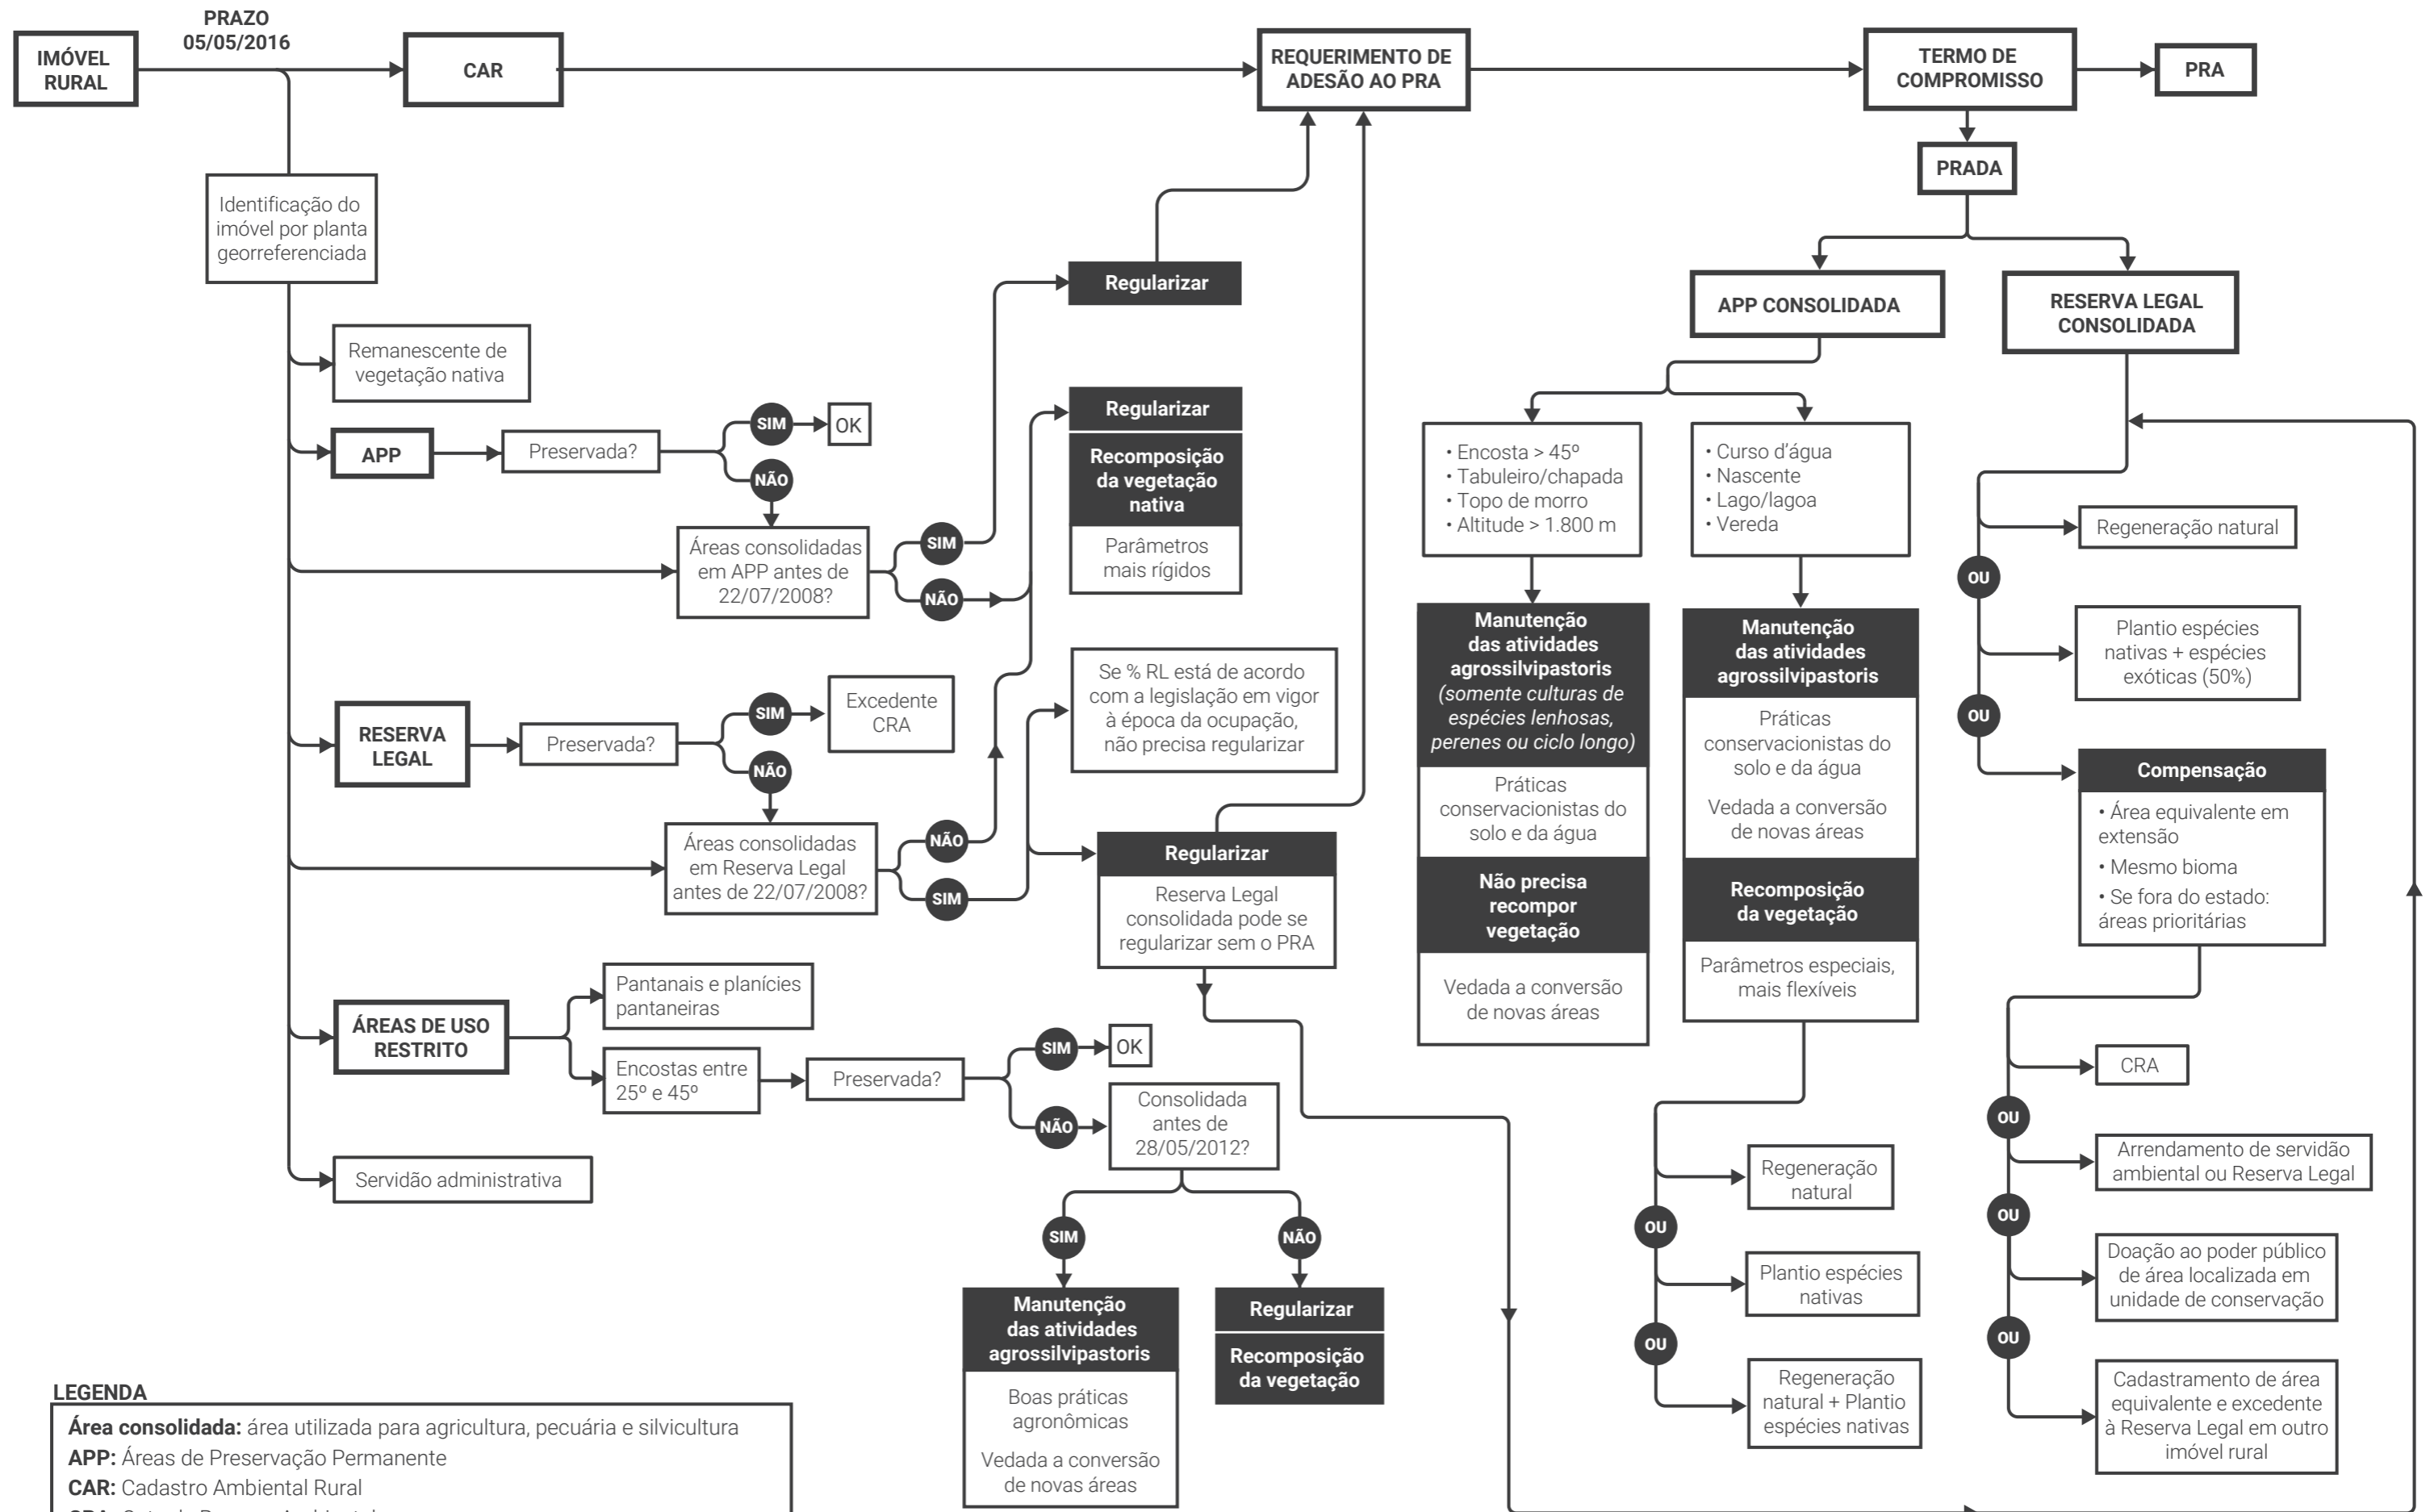 PRAZO
05/05/2016
IMÓVEL
RURAL
CAR
REQUERIMENTO DE
ADESÃO AO PRA
TERMO DE
COMPROMISSO
PRA
PRADA
Identificação do
imóvel por planta
georreferenciada
Remanescente de
vegetação nativa
APP
Preservada?
SIM
OK
NÃO
Áreas consolidadas
em APP antes de
22/07/2008?
SIM
NÃO
Regularizar
Regularizar
Recomposição
da vegetação
nativa
Parâmetros
mais rígidos
RESERVA
LEGAL
Preservada?
SIM
Excedente
CRA
NÃO
Áreas consolidadas
em Reserva Legal
antes de 22/07/2008?
NÃO
SIM
Se % RL está de acordo
com a legislação em vigor
à época da ocupação,
não precisa regularizar
Regularizar
Reserva Legal
consolidada pode se
regularizar sem o PRA
ÁREAS DE USO
RESTRITO
Pantanais e planícies
pantaneiras
Encostas entre
25º e 45º
Preservada?
SIM
OK
NÃO
Consolidada
antes de
28/05/2012?
SIM
NÃO
Manutenção
das atividades
agrossilvipastoris
Boas práticas
agronômicas
Vedada a conversão
de novas áreas
Regularizar
Recomposição
da vegetação
Servidão administrativa
APP CONSOLIDADA
• Encosta > 45º
• Tabuleiro/chapada
• Topo de morro
• Altitude > 1.800 m
Manutenção
das atividades
agrossilvipastoris
(somente culturas de
espécies lenhosas,
perenes ou ciclo longo)
Práticas
conservacionistas do
solo e da água
Não precisa
recompor
vegetação
Vedada a conversão
de novas áreas
• Curso d'água
• Nascente
• Lago/lagoa
• Vereda
Manutenção
das atividades
agrossilvipastoris
Práticas
conservacionistas do
solo e da água
Vedada a conversão
de novas áreas
Recomposição
da vegetação
Parâmetros especiais,
mais flexíveis
Regeneração
natural
OU
Plantio espécies
nativas
OU
Regeneração
natural + Plantio
espécies nativas
RESERVA LEGAL
CONSOLIDADA
Regeneração natural
OU
Plantio espécies
nativas + espécies
exóticas (50%)
OU
Compensação
• Área equivalente em
extensão
• Mesmo bioma
• Se fora do estado:
áreas prioritárias
CRA
OU
Arrendamento de servidão
ambiental ou Reserva Legal
OU
Doação ao poder público
de área localizada em
unidade de conservação
OU
Cadastramento de área
equivalente e excedente
à Reserva Legal em outro
imóvel rural
LEGENDA
Área consolidada: área utilizada para agricultura, pecuária e silvicultura
APP: Áreas de Preservação Permanente
CAR: Cadastro Ambiental Rural